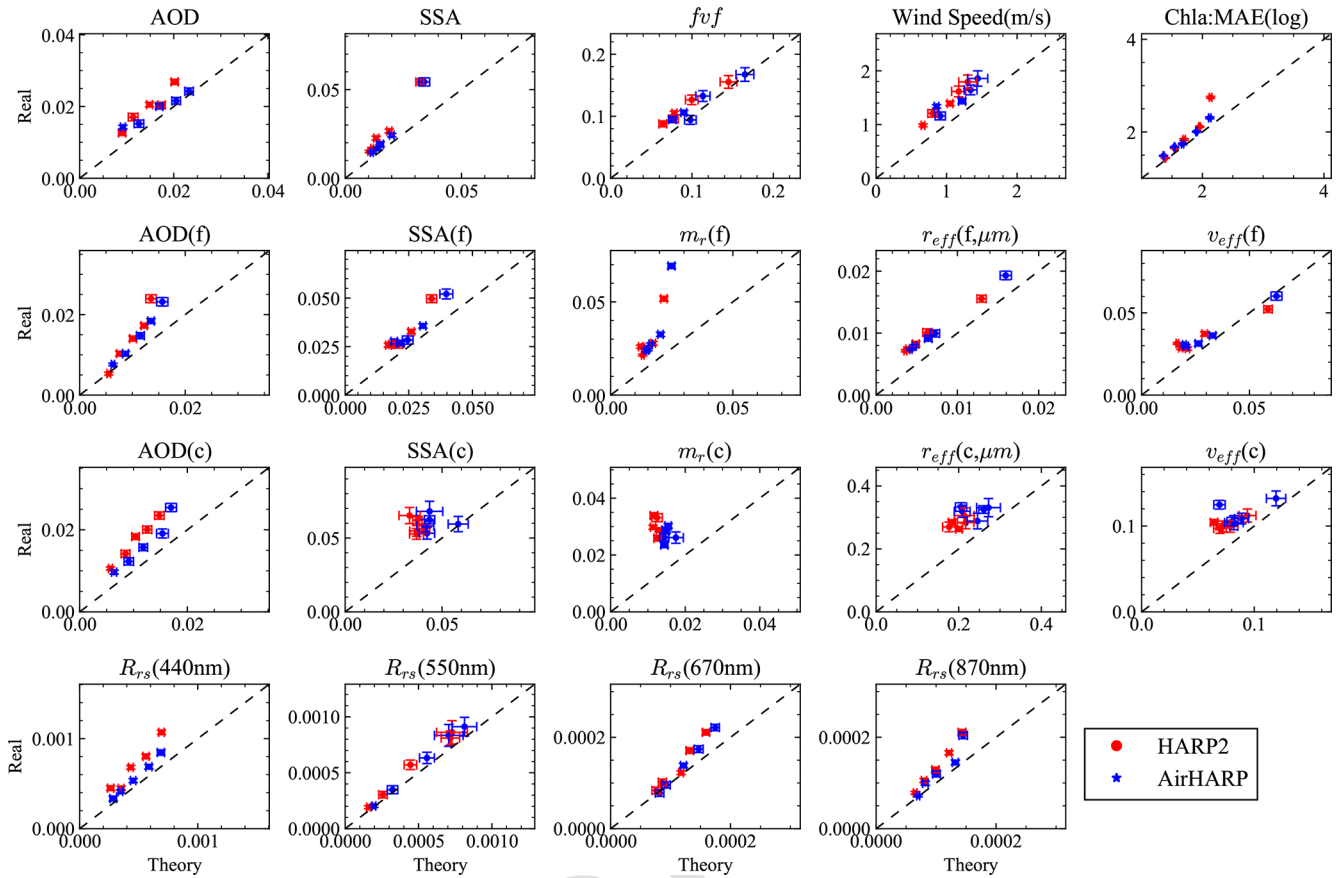 AOD SSA fvf Wind Speed(m/s) Chla:MAE(log)
0.04 0.02 0.00 Real 0.00 0.02 0.04
0.05 0.00 0.00 0.05
0.2 0.1 0.0 0.0 0.1 0.2
2 1 0 0 1 2
4 2 2 4
AOD(f) SSA(f) m_r(f) r_eff(f,μm) v_eff(f)
0.02 0.00 Real 0.00 0.02
0.050 0.025 0.000 0.000 0.025 0.050
0.05 0.00 0.00 0.05
0.02 0.01 0.00 0.00 0.01 0.02
0.05 0.00 0.00 0.05
AOD(c) SSA(c) m_r(c) r_eff(c,μm) v_eff(c)
0.02 0.00 Real 0.00 0.02
0.05 0.00 0.00 0.05
0.04 0.02 0.00 0.00 0.02 0.04
0.4 0.2 0.0 0.0 0.2 0.4
0.1 0.0 0.0 0.1
R_rs(440nm) R_rs(550nm) R_rs(670nm) R_rs(870nm)
0.001 0.000 Real 0.000 0.001
0.0010 0.0005 0.0000 0.0000 0.0005 0.0010
0.0002 0.0000 0.0000 0.0002
0.0002 0.0000 0.0000 0.0002
HARP2
AirHARP
Theory Theory Theory Theory